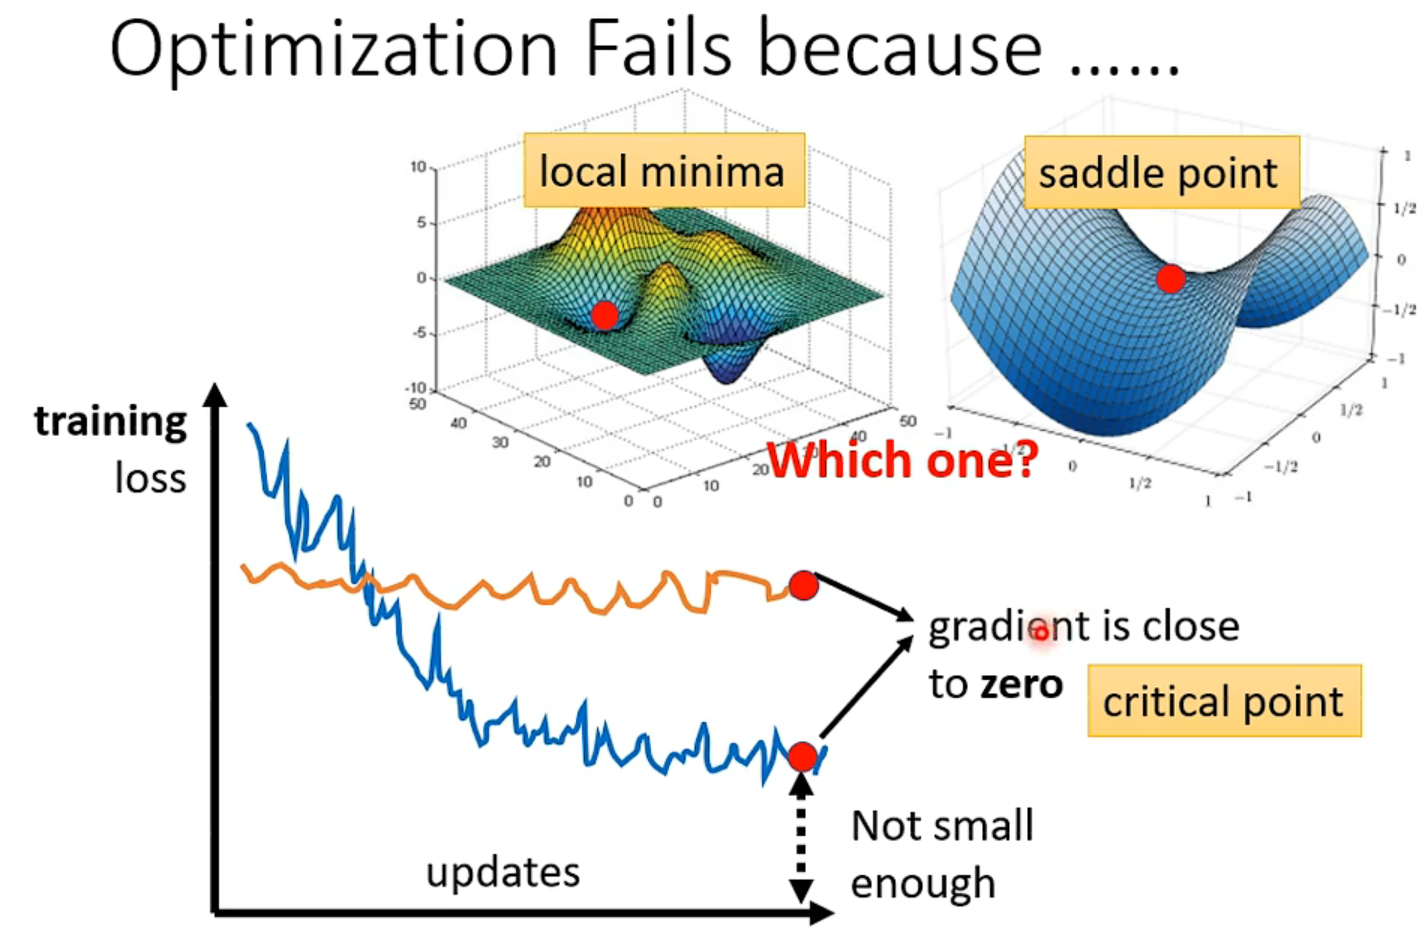 Optimization Fails because ……
local minima
saddle point
10
5
0
-5
-10
50
40
30
20
10
0
0
10
20
30
40
50
1
1/2
0
−1/2
−1
−1
−1/2
0
1/2
1
−1
−1/2
0
1/2
1
Which one?
training
loss
gradient is close
to zero
critical point
Not small
enough
updates